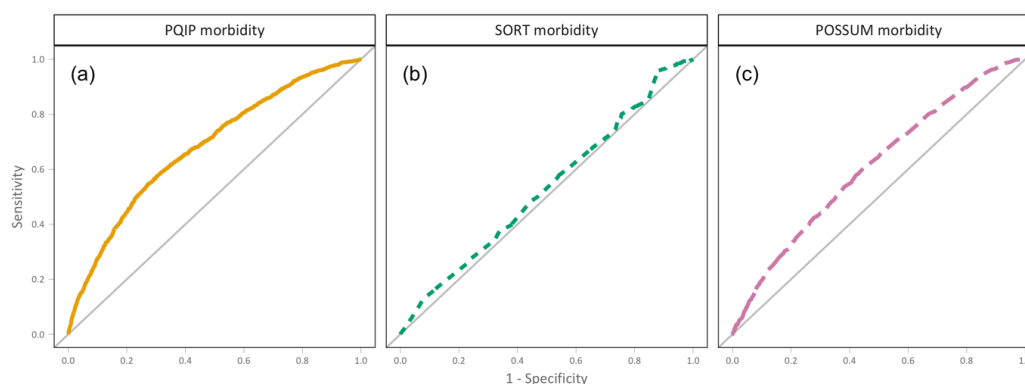 PQIP morbidity
SORT morbidity
POSSUM morbidity
(a)
(b)
(c)
1.0
0.8
0.6
0.4
0.2
0.0
Sensitivity
0.0 0.2 0.4 0.6 0.8 1.0
0.0 0.2 0.4 0.6 0.8 1.0
0.0 0.2 0.4 0.6 0.8 1.0
1 - Specificity